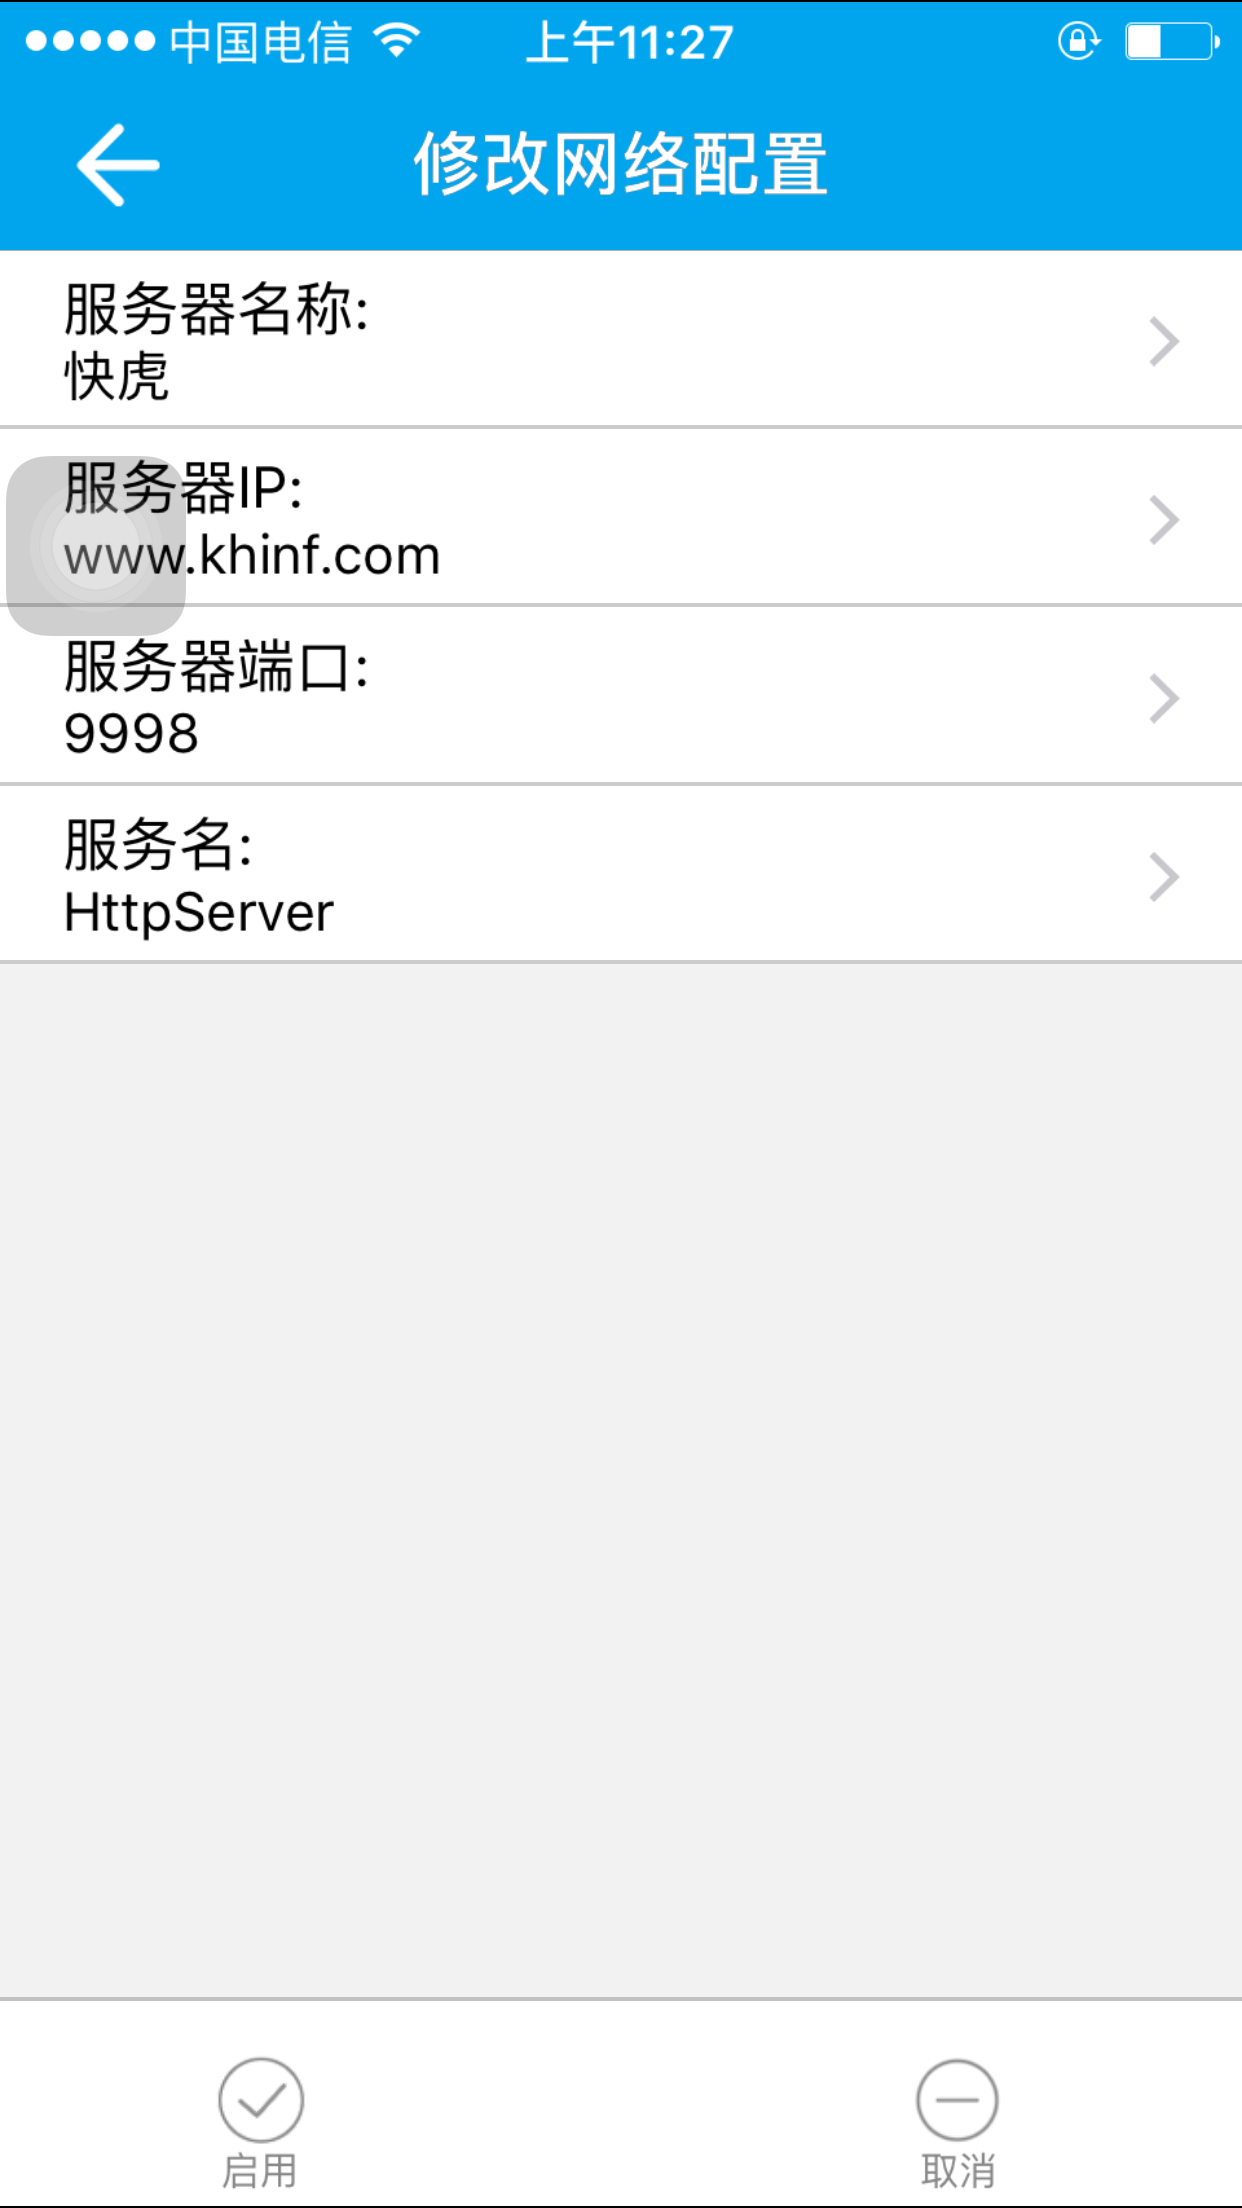 中国电信 上午11:27
修改网络配置
服务器名称:
快虎
服务器IP:
www.khinf.com
服务器端口:
9998
服务名:
HttpServer
启用 取消